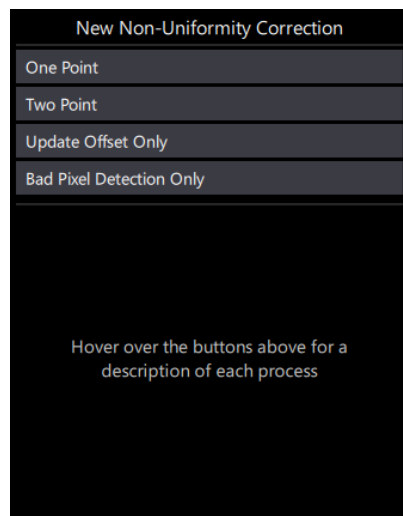 New Non-Uniformity Correction
One Point
Two Point
Update Offset Only
Bad Pixel Detection Only
Hover over the buttons above for a
description of each process